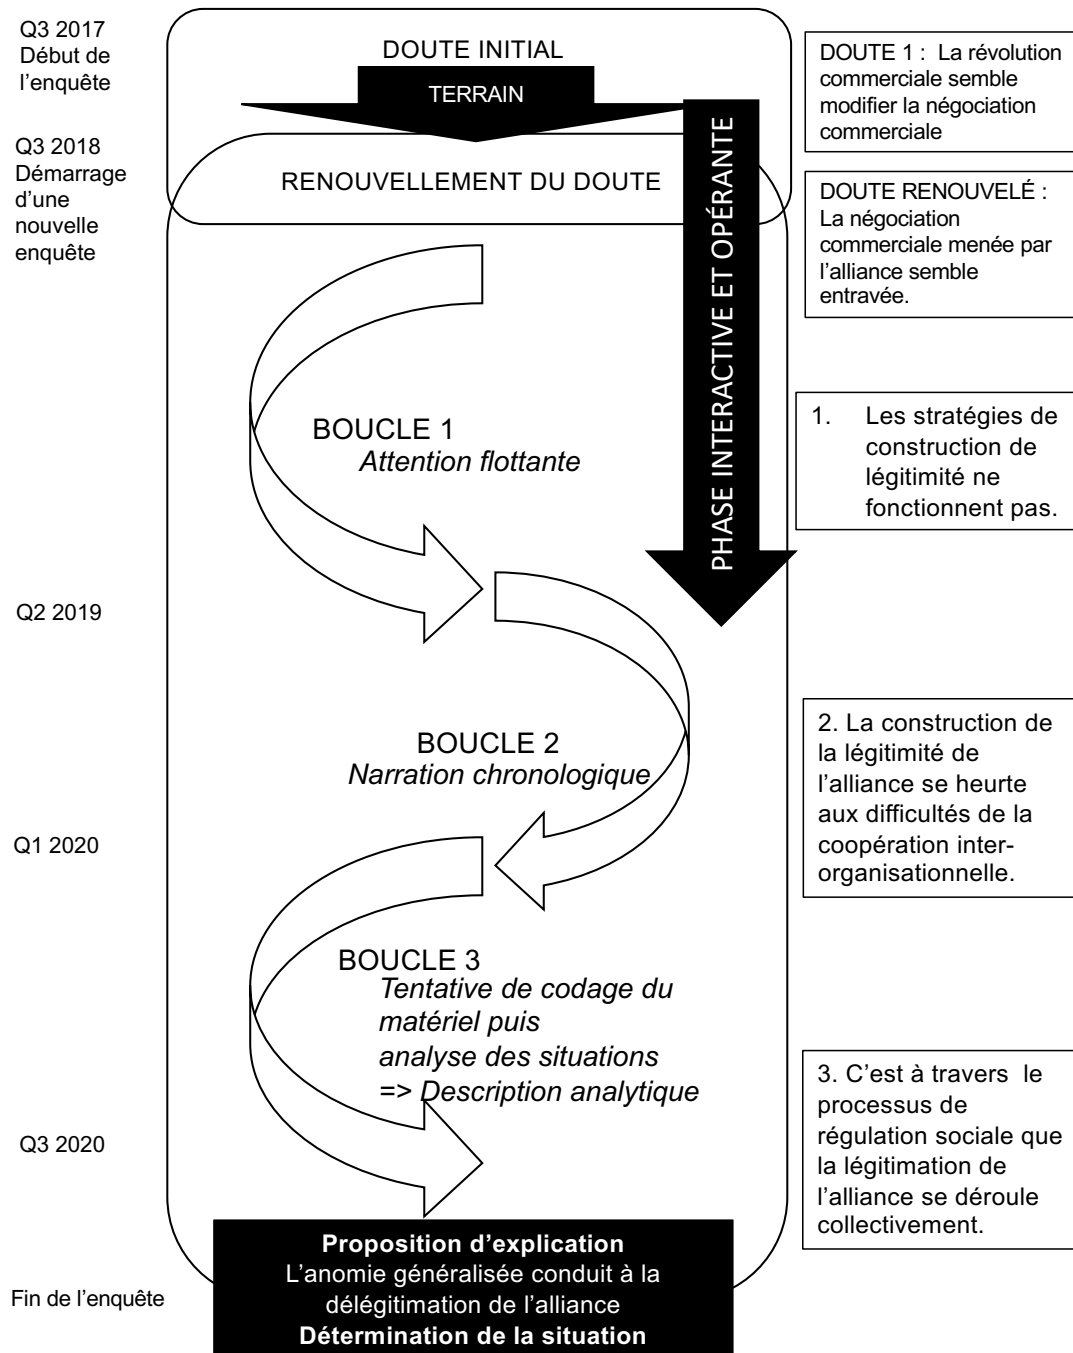 Q3 2017
Début de
l’enquête
DOUTE INITIAL
TERRAIN
DOUTE 1 : La révolution
commerciale semble
modifier la négociation
commerciale
Q3 2018
Démarrage
d’une
nouvelle
enquête
RENOUVELLEMENT DU DOUTE
DOUTE RENOUVELÉ :
La négociation
commerciale menée par
l’alliance semble
entravée.
PHASE INTERACTIVE ET OPÉRANTE
BOUCLE 1
Attention flottante
1. Les stratégies de
construction de
légitimité ne
fonctionnent pas.
Q2 2019
BOUCLE 2
Narration chronologique
2. La construction de
la légitimité de
l’alliance se heurte
aux difficultés de la
coopération inter-
organisationnelle.
Q1 2020
BOUCLE 3
Tentative de codage du
matériel puis
analyse des situations
=> Description analytique
3. C’est à travers le
processus de
régulation sociale que
la légitimation de
l’alliance se déroule
collectivement.
Q3 2020
Proposition d’explication
L’anomie généralisée conduit à la
délégitimation de l’alliance
Détermination de la situation
Fin de l’enquête